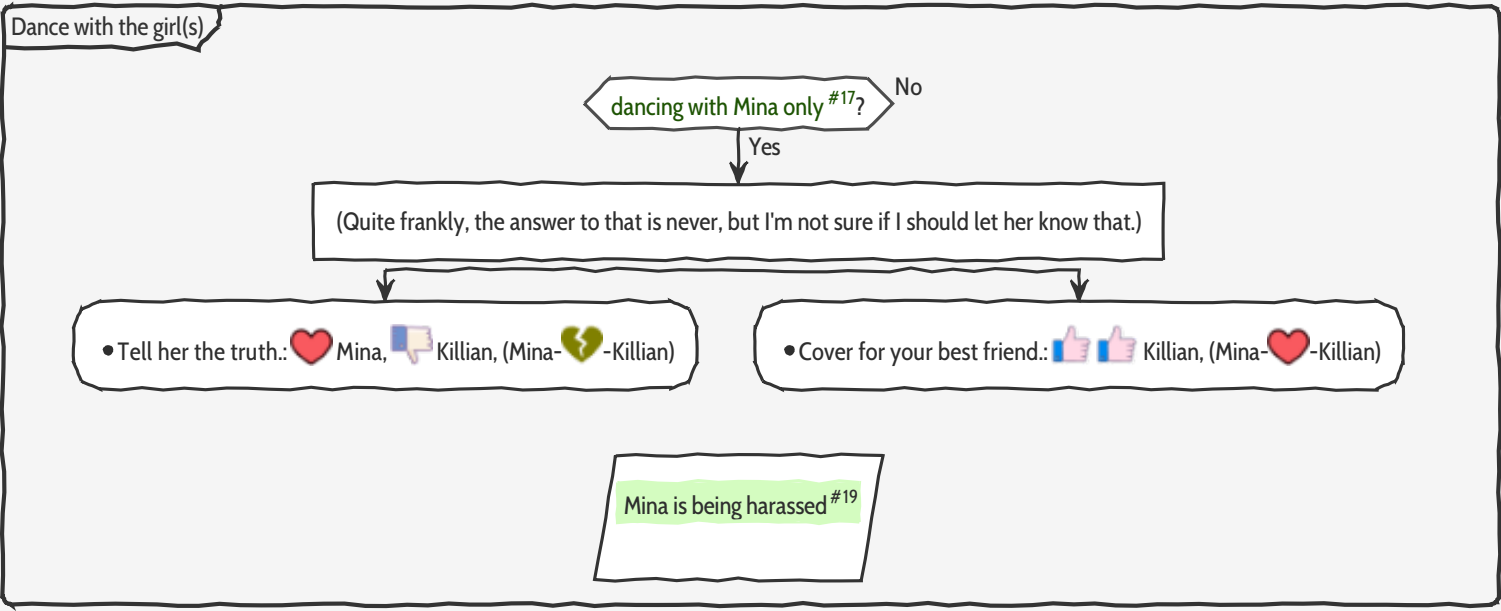 Dance with the girl(s)
dancing with Mina only #17?
No
Yes
(Quite frankly, the answer to that is never, but I'm not sure if I should let her know that.)
•Tell her the truth.: Mina, Killian, (Mina- -Killian)
•Cover for your best friend.: Killian, (Mina- -Killian)
Mina is being harassed #19